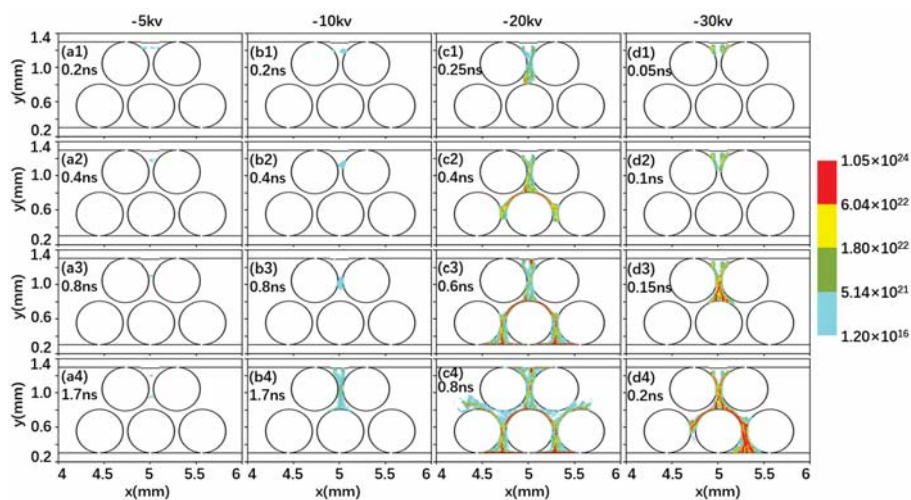 -5kv -10kv -20kv -30kv
1.4 (a1) (b1) (c1) (d1)
y(mm) 1.0 0.2ns 0.2ns 0.25ns 0.05ns
0.6
0.2
1.4 (a2) (b2) (c2) (d2) 1.05×10²⁴
y(mm) 1.0 0.4ns 0.4ns 0.4ns 0.1ns
0.6 6.04×10²²
0.2 1.80×10²²
1.4 (a3) (b3) (c3) (d3) 5.14×10²¹
y(mm) 1.0 0.8ns 0.8ns 0.6ns 0.15ns
0.6 1.20×10¹⁶
0.2
1.4 (a4) (b4) (c4) (d4)
y(mm) 1.0 1.7ns 1.7ns 0.8ns 0.2ns
0.6
0.2
4 4.5 5 5.5 6 4 4.5 5 5.5 6 4 4.5 5 5.5 6 4 4.5 5 5.5 6
x(mm) x(mm) x(mm) x(mm)